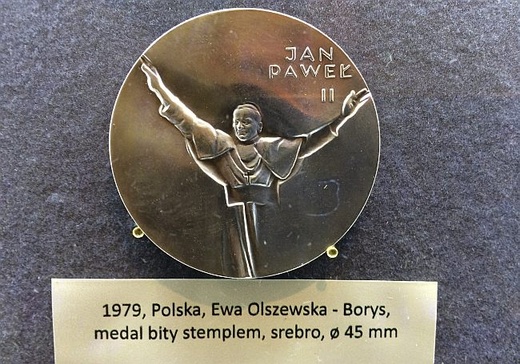 JAN
PAWEŁ
II
1979, Polska, Ewa Olszewska - Borys,
medal bity stemplem, srebro, ø 45 mm